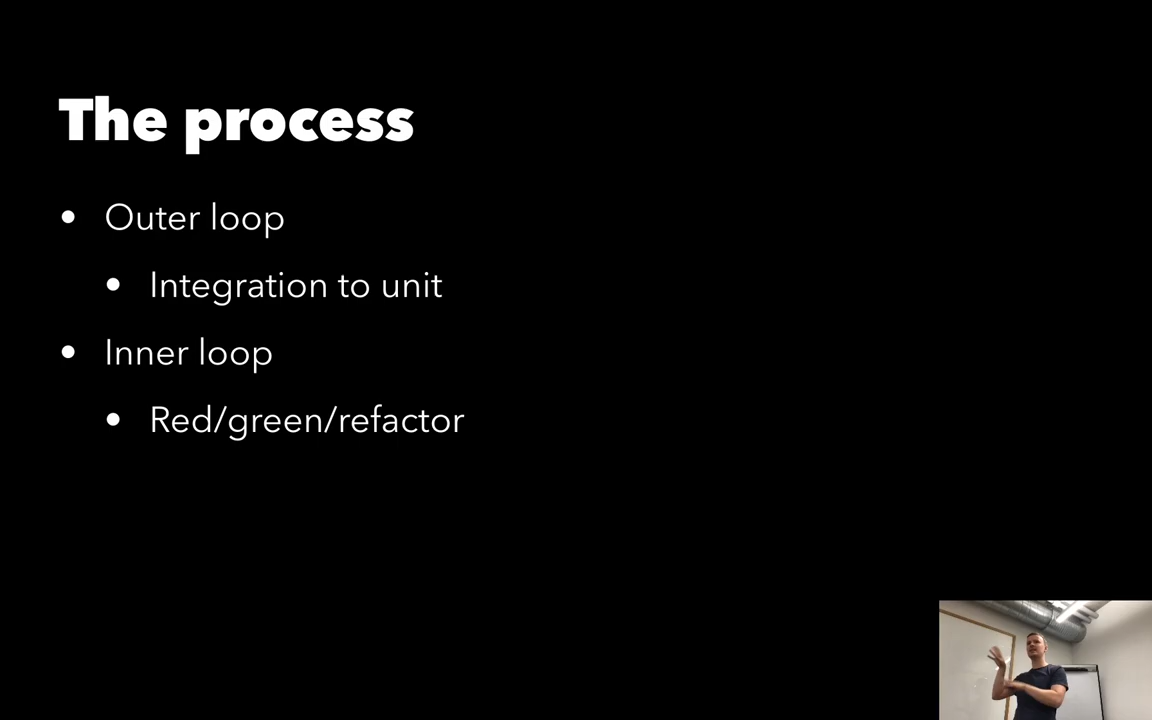 The process
• Outer loop
• Integration to unit
• Inner loop
• Red/green/refactor